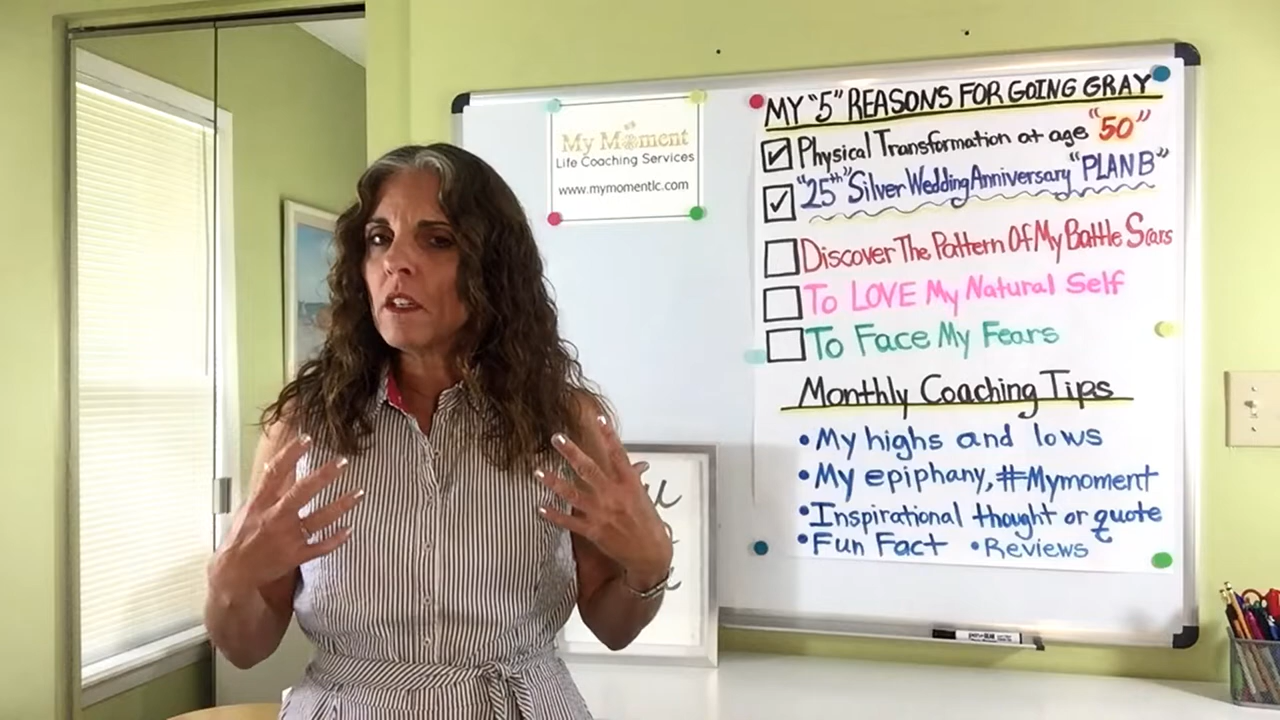 My Moment
Life Coaching Services
www.mymomentlc.com
MY "5" REASONS FOR GOING GRAY
Physical Transformation at age "50"
"25th" Silver Wedding Anniversary "PLAN B"
Discover The Pattern Of My Battle Scars
To LOVE My Natural Self
To Face My Fears
Monthly Coaching Tips
• My highs and lows
• My epiphany, #Mymoment
• Inspirational thought or quote
• Fun Fact • Reviews